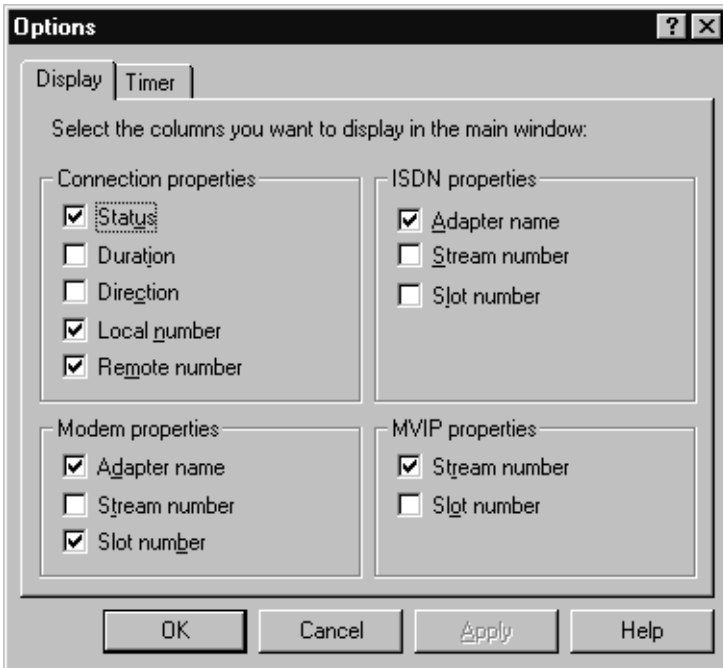 Options
Display Timer
Select the columns you want to display in the main window:
Connection properties
Status
Duration
Direction
Local number
Remote number
ISDN properties
Adapter name
Stream number
Slot number
Modem properties
Adapter name
Stream number
Slot number
MVIP properties
Stream number
Slot number
OK Cancel Apply Help